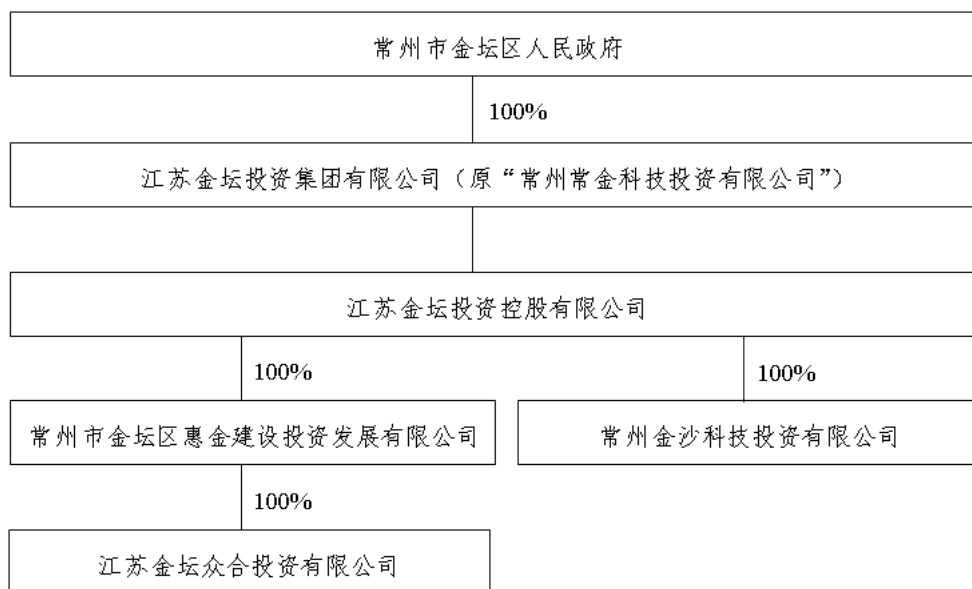 常州市金坛区人民政府
100%
江苏金坛投资集团有限公司（原“常州常金科技投资有限公司”）
江苏金坛投资控股有限公司
100%
100%
常州市金坛区惠金建设投资发展有限公司
常州金沙科技投资有限公司
100%
江苏金坛众合投资有限公司